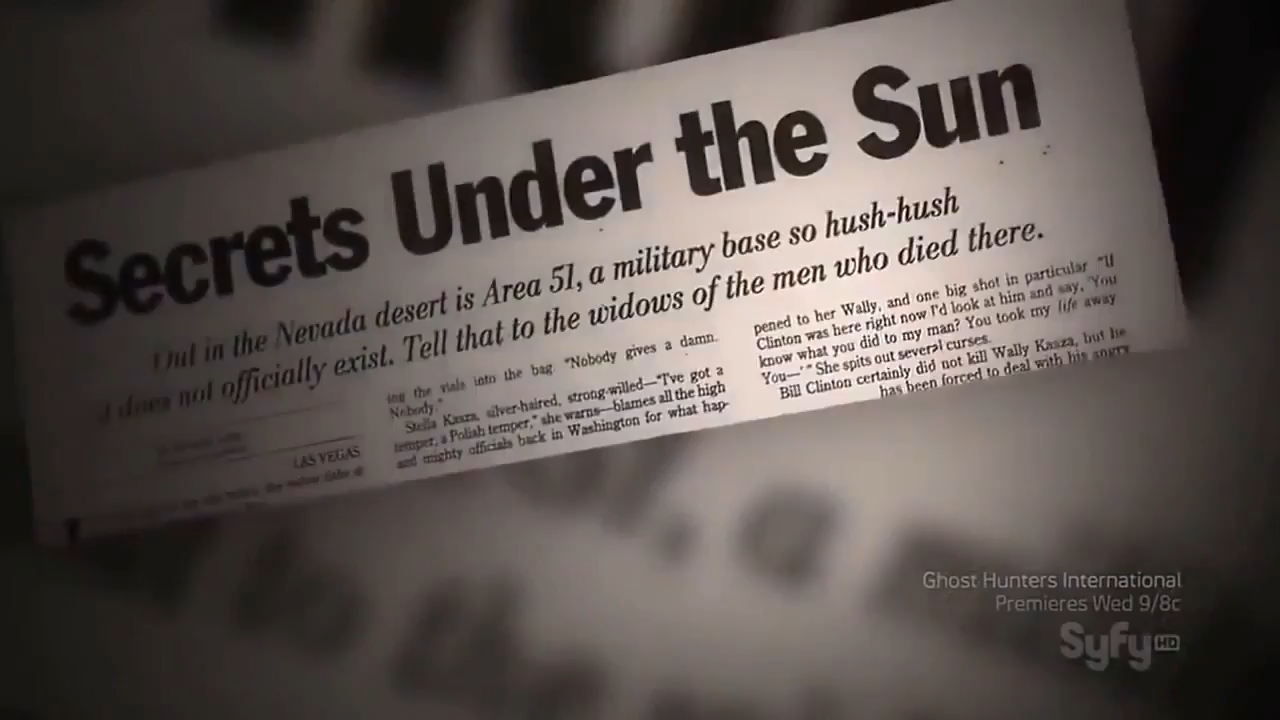 Secrets Under the Sun
Out in the Nevada desert is Area 51, a military base so hush-hush
it does not officially exist. Tell that to the widows of the men who died there.
LAS VEGAS
ing the vials into the bag. "Nobody gives a damn.
Nobody."
Stella Kasza, silver-haired, strong-willed—"I've got a
temper, a Polish temper," she warns—blames all the high
and mighty officials back in Washington for what hap-
pened to her Wally, and one big shot in particular "If
Clinton was here right now I'd look at him and say, 'You
know what you did to my man? You took my life away
You—'" She spits out several curses.
Bill Clinton certainly did not kill Wally Kasza, but he
has been forced to deal with his angry
Ghost Hunters International
Premieres Wed 9/8c
Syfy HD